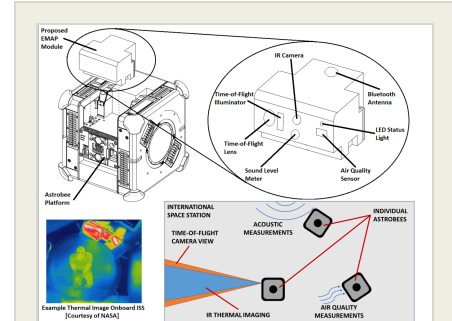 Proposed
EMAP
Module
IR Camera
Time-of-Flight
Illuminator
Bluetooth
Antenna
LED Status
Light
Time-of-Flight
Lens
Sound Level
Meter
Air Quality
Sensor
Astrobee
Platform
Example Thermal Image Onboard ISS
[Courtesy of NASA]
INTERNATIONAL
SPACE STATION
TIME-OF-FLIGHT
CAMERA VIEW
ACOUSTIC
MEASUREMENTS
INDIVIDUAL
ASTROBEES
IR THERMAL IMAGING
AIR QUALITY
MEASUREMENTS